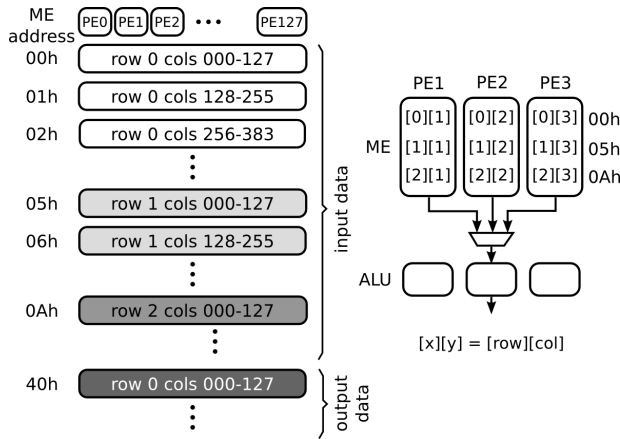 ME address
PE0 PE1 PE2 ••• PE127
00h row 0 cols 000-127
01h row 0 cols 128-255
02h row 0 cols 256-383
05h row 1 cols 000-127
06h row 1 cols 128-255
0Ah row 2 cols 000-127
40h row 0 cols 000-127
input data
output data
PE1 PE2 PE3
ME
[0][1] [0][2] [0][3] 00h
[1][1] [1][2] [1][3] 05h
[2][1] [2][2] [2][3] 0Ah
ALU
[x][y] = [row][col]